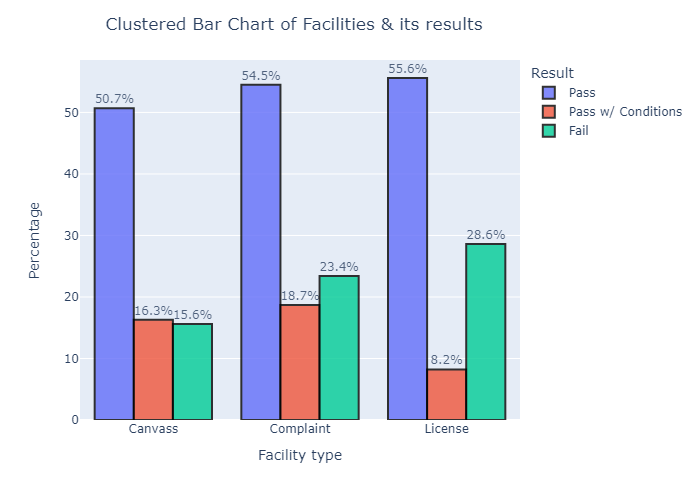 Clustered Bar Chart of Facilities & its results
Result
Pass
Pass w/ Conditions
Fail
Percentage
50
40
30
20
10
0
50.7%
16.3%
15.6%
54.5%
18.7%
23.4%
55.6%
8.2%
28.6%
Canvass
Complaint
License
Facility type